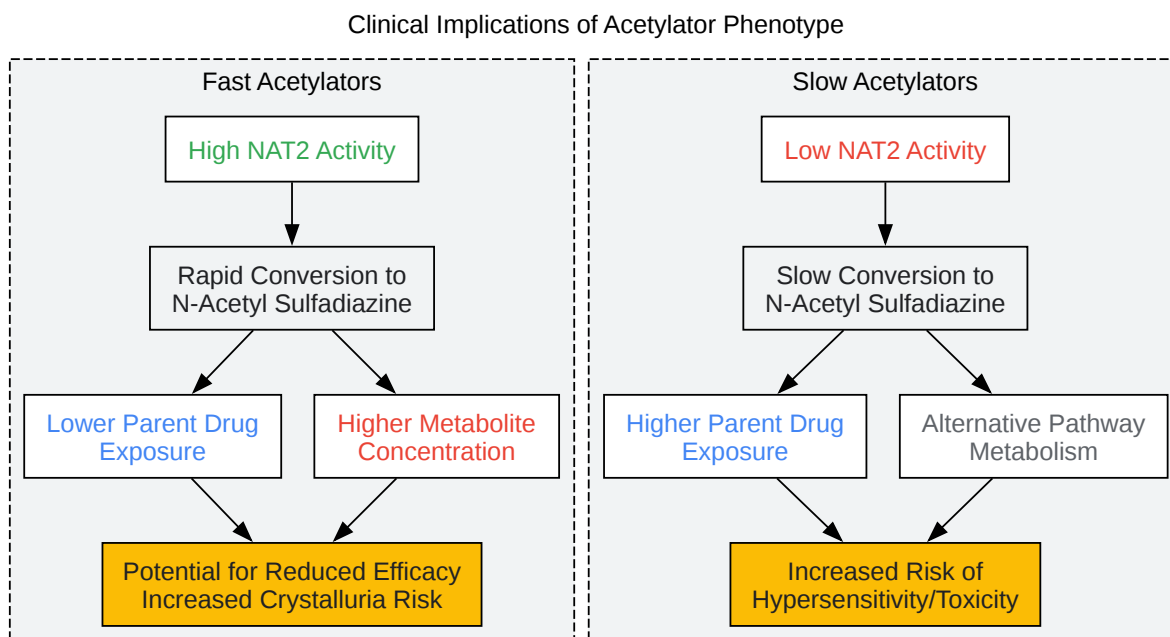 Clinical Implications of Acetylator Phenotype
Fast Acetylators
High NAT2 Activity
Rapid Conversion to
N-Acetyl Sulfadiazine
Lower Parent Drug
Exposure
Higher Metabolite
Concentration
Potential for Reduced Efficacy
Increased Crystalluria Risk
Slow Acetylators
Low NAT2 Activity
Slow Conversion to
N-Acetyl Sulfadiazine
Higher Parent Drug
Exposure
Alternative Pathway
Metabolism
Increased Risk of
Hypersensitivity/Toxicity